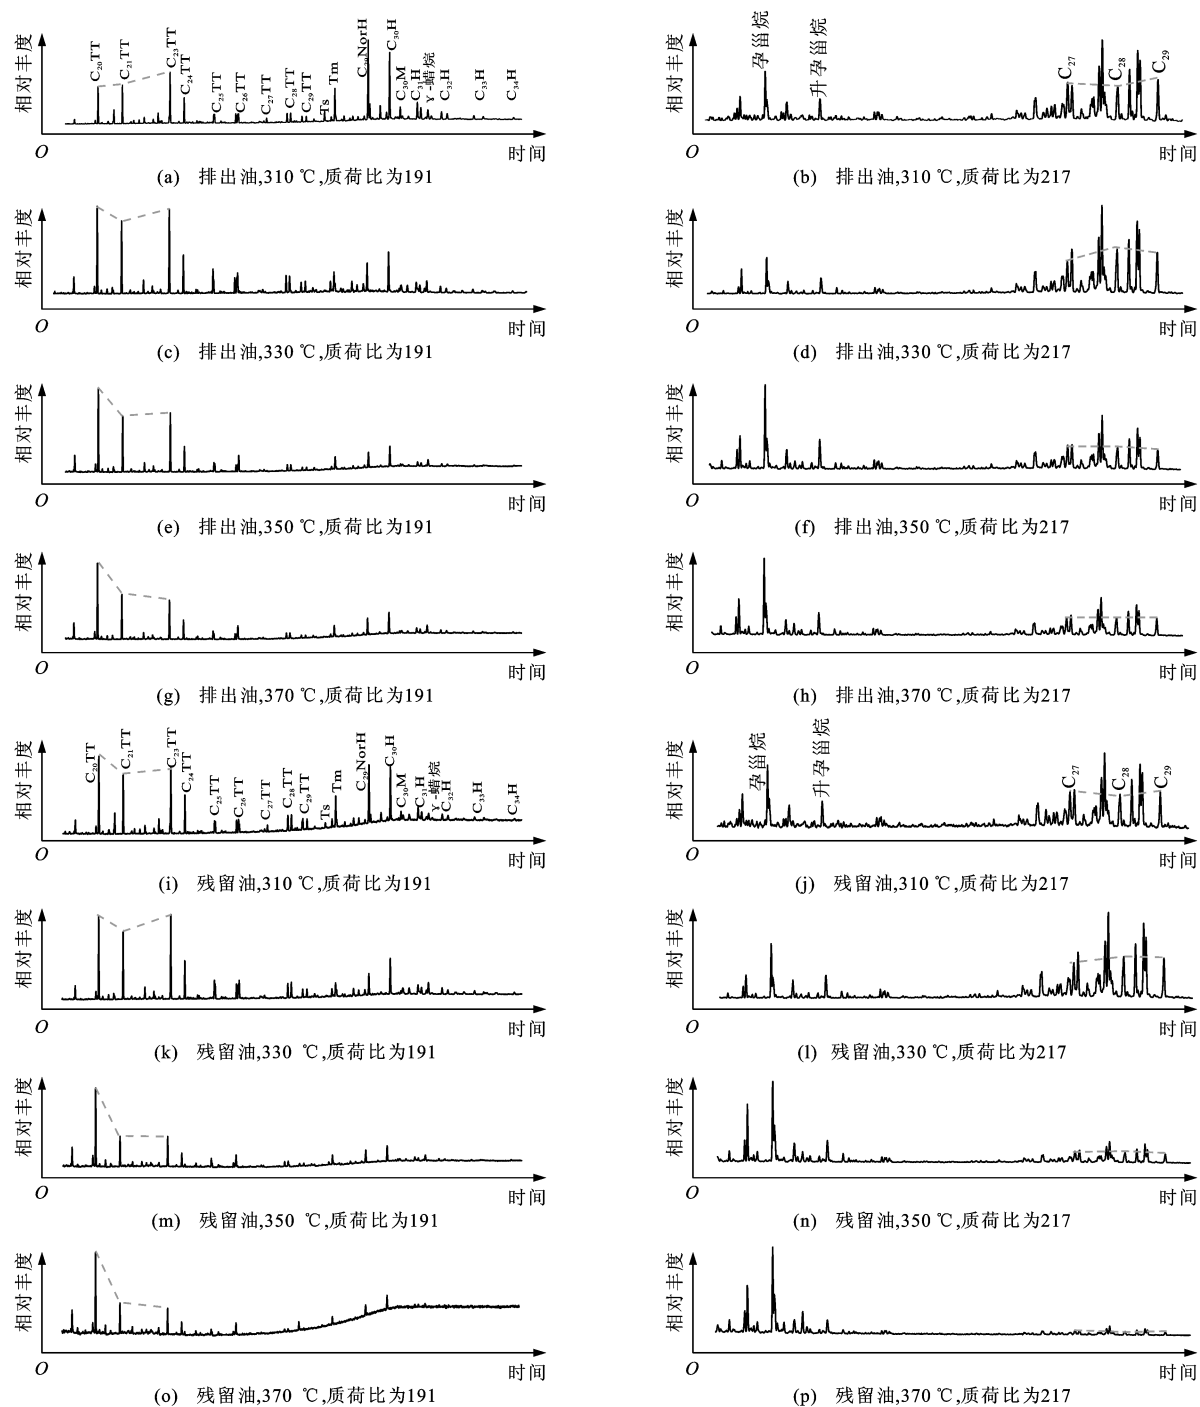 相对丰度
C₂₀TT
C₂₁TT
C₂₃TT
C₂₄TT
C₂₅TT
C₂₆TT
C₂₇TT
C₂₈TT
C₂₉TT
Ts
Tm
C₂₉NorH
C₃₀H
C₃₀M
C₃₁H
γ-蜡烷
C₃₂H
C₃₃H
C₃₄H
O
时间
(a) 排出油,310 ℃,质荷比为191
相对丰度
孕甾烷
升孕甾烷
C₂₇
C₂₈
C₂₉
O
时间
(b) 排出油,310 ℃,质荷比为217
相对丰度
O
时间
(c) 排出油,330 ℃,质荷比为191
相对丰度
O
时间
(d) 排出油,330 ℃,质荷比为217
相对丰度
O
时间
(e) 排出油,350 ℃,质荷比为191
相对丰度
O
时间
(f) 排出油,350 ℃,质荷比为217
相对丰度
O
时间
(g) 排出油,370 ℃,质荷比为191
相对丰度
O
时间
(h) 排出油,370 ℃,质荷比为217
相对丰度
C₂₀TT
C₂₁TT
C₂₃TT
C₂₄TT
C₂₅TT
C₂₆TT
C₂₇TT
C₂₈TT
C₂₉TT
Ts
Tm
C₂₉NorH
C₃₀H
C₃₀M
C₃₁H
γ-蜡烷
C₃₂H
C₃₃H
C₃₄H
O
时间
(i) 残留油,310 ℃,质荷比为191
相对丰度
孕甾烷
升孕甾烷
C₂₇
C₂₈
C₂₉
O
时间
(j) 残留油,310 ℃,质荷比为217
相对丰度
O
时间
(k) 残留油,330 ℃,质荷比为191
相对丰度
O
时间
(l) 残留油,330 ℃,质荷比为217
相对丰度
O
时间
(m) 残留油,350 ℃,质荷比为191
相对丰度
O
时间
(n) 残留油,350 ℃,质荷比为217
相对丰度
O
时间
(o) 残留油,370 ℃,质荷比为191
相对丰度
O
时间
(p) 残留油,370 ℃,质荷比为217